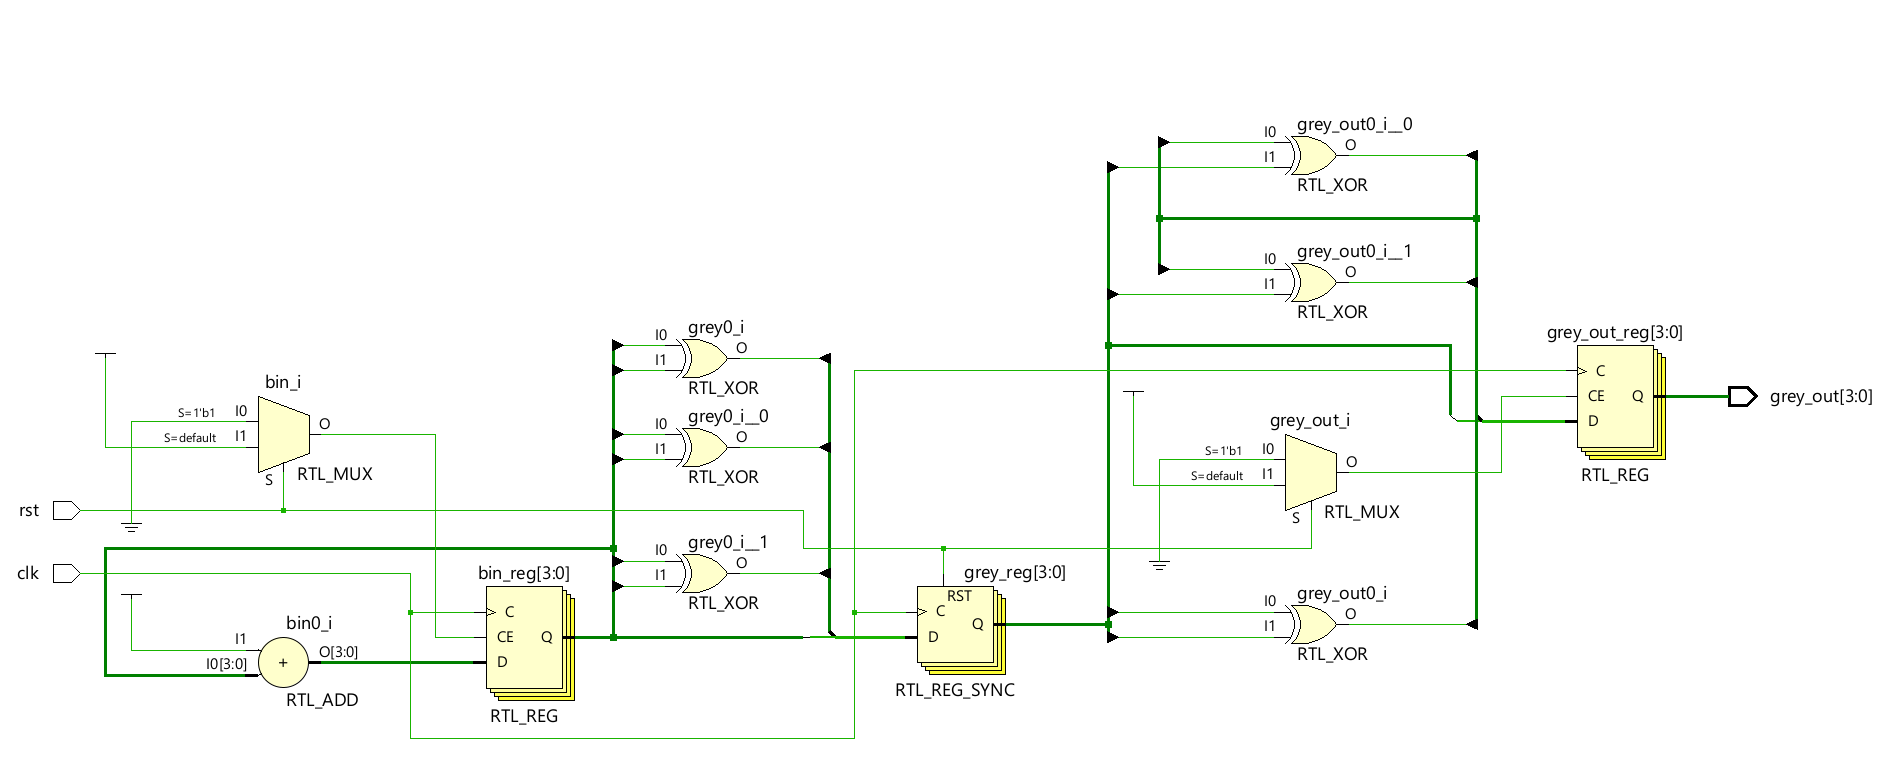 grey_out0_i__0
I0
O
I1
RTL_XOR
grey_out0_i__1
I0
O
I1
RTL_XOR
grey0_i
I0
O
I1
RTL_XOR
grey_out_reg[3:0]
C
CE
Q
D
RTL_REG
grey_out[3:0]
bin_i
S=1'b1
I0
O
S=default
I1
S
RTL_MUX
grey0_i__0
I0
O
I1
RTL_XOR
grey_out_i
S=1'b1
I0
O
S=default
I1
S
RTL_MUX
rst
clk
grey0_i__1
I0
O
I1
RTL_XOR
bin_reg[3:0]
C
CE
Q
D
RTL_REG
grey_reg[3:0]
RST
C
Q
D
RTL_REG_SYNC
grey_out0_i
I0
O
I1
RTL_XOR
bin0_i
I1
O[3:0]
I0[3:0]
+
RTL_ADD